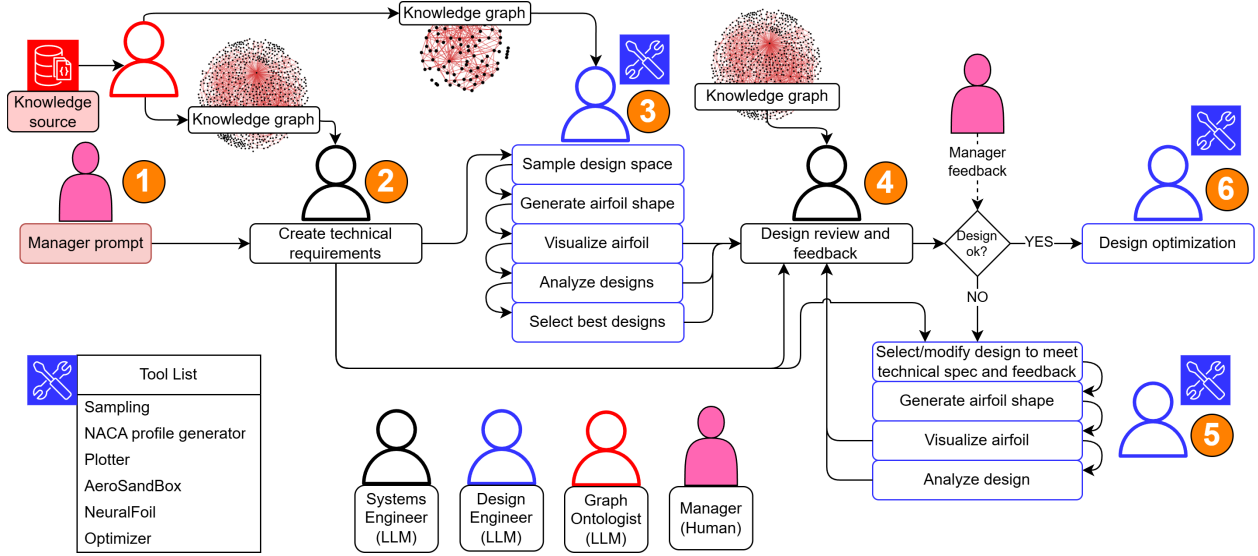 Knowledge graph
Knowledge
source
Knowledge graph
1
Manager prompt
2
Create technical
requirements
3
Sample design space
Generate airfoil shape
Visualize airfoil
Analyze designs
Select best designs
Knowledge graph
4
Design review and
feedback
Manager
feedback
Design
ok?
YES
NO
6
Design optimization
Select/modify design to meet
technical spec and feedback
Generate airfoil shape
Visualize airfoil
Analyze design
5
Tool List
Sampling
NACA profile generator
Plotter
AeroSandBox
NeuralFoil
Optimizer
Systems
Engineer
(LLM)
Design
Engineer
(LLM)
Graph
Ontologist
(LLM)
Manager
(Human)